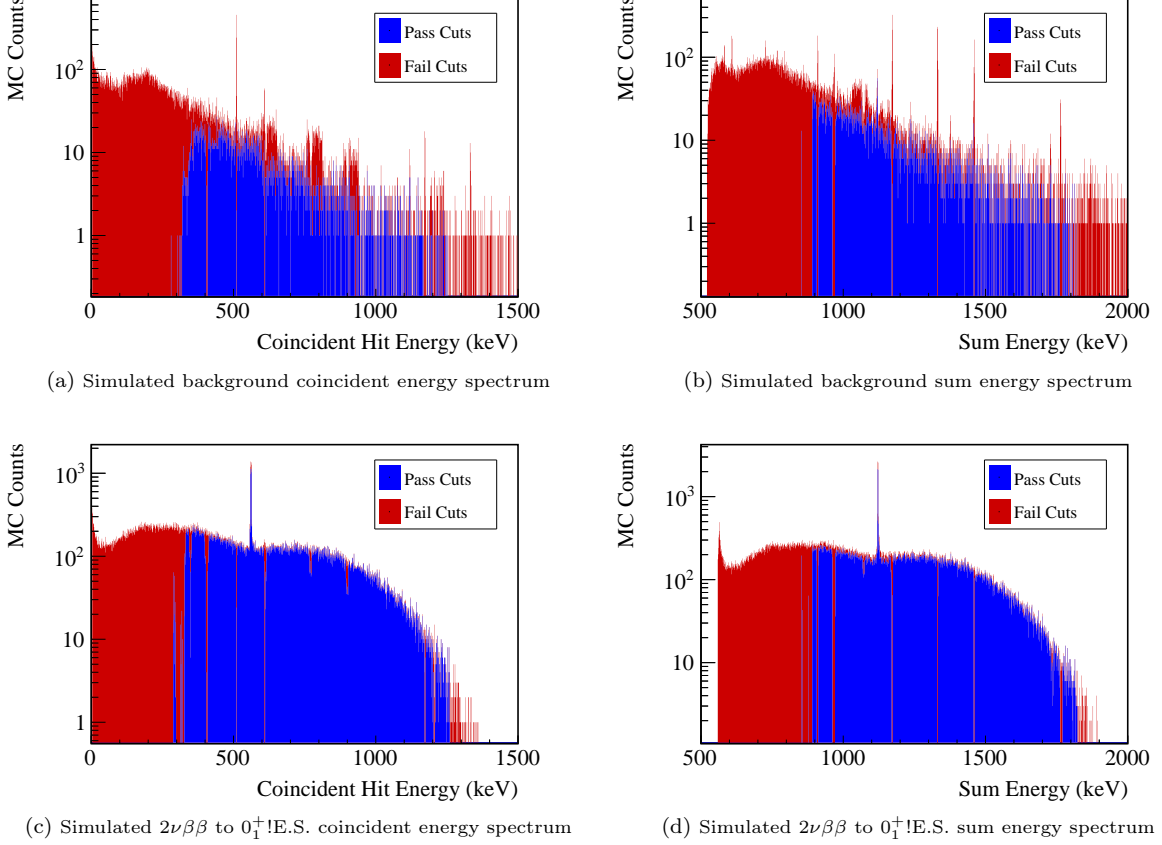 MC Counts
10²
10
1
Pass Cuts
Fail Cuts
0 500 1000 1500
Coincident Hit Energy (keV)
(a) Simulated background coincident energy spectrum
MC Counts
10²
10
1
Pass Cuts
Fail Cuts
500 1000 1500 2000
Sum Energy (keV)
(b) Simulated background sum energy spectrum
MC Counts
10³
10²
10
1
Pass Cuts
Fail Cuts
0 500 1000 1500
Coincident Hit Energy (keV)
(c) Simulated 2νββ to 0₁⁺!E.S. coincident energy spectrum
MC Counts
10³
10²
10
Pass Cuts
Fail Cuts
500 1000 1500 2000
Sum Energy (keV)
(d) Simulated 2νββ to 0₁⁺!E.S. sum energy spectrum